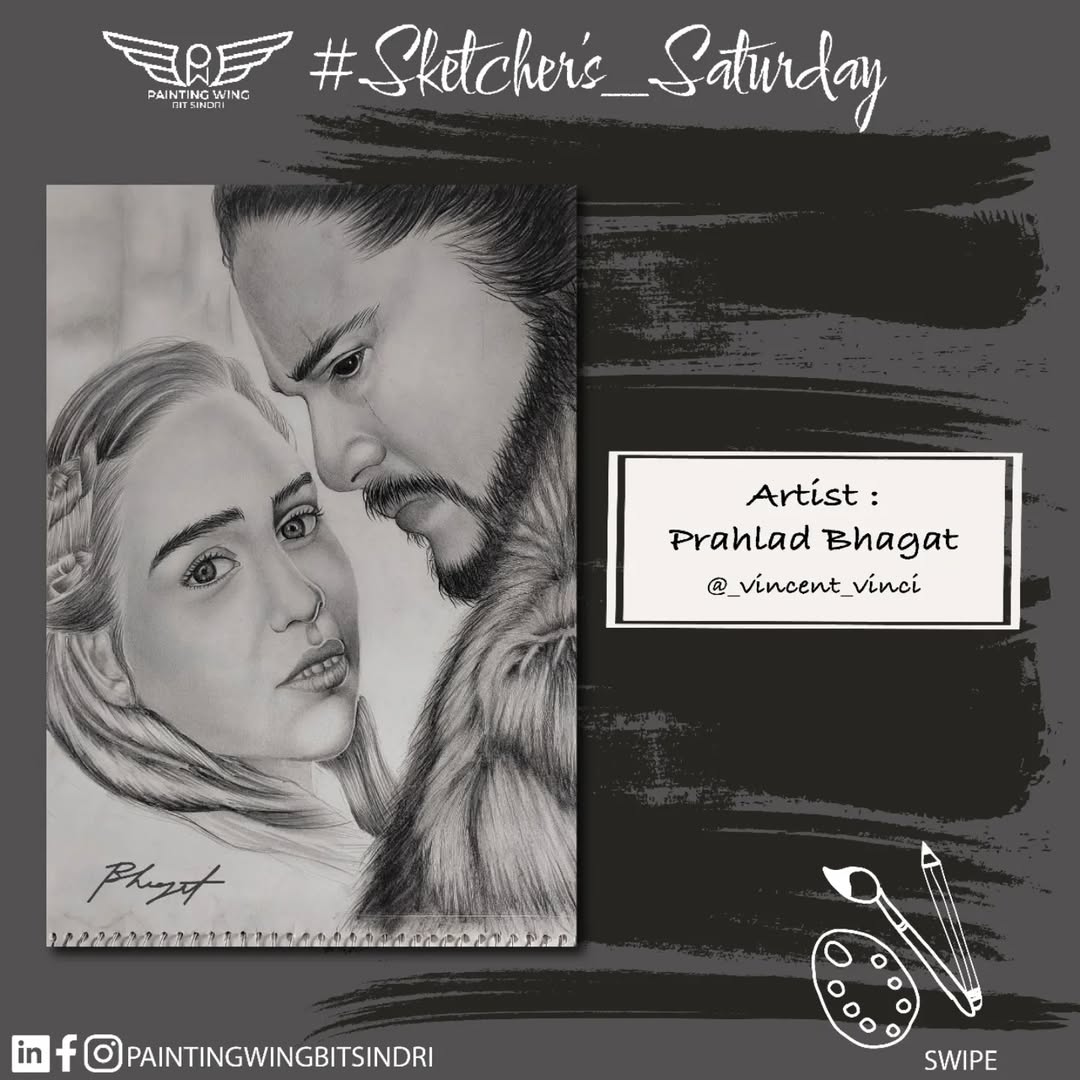 PAINTING WING
BIT SINDRI
#Sketcher's_Saturday
Artist :
Prahlad Bhagat
@_vincent_vinci
Bhagat
PAINTINGWINGBITSINDRI
SWIPE